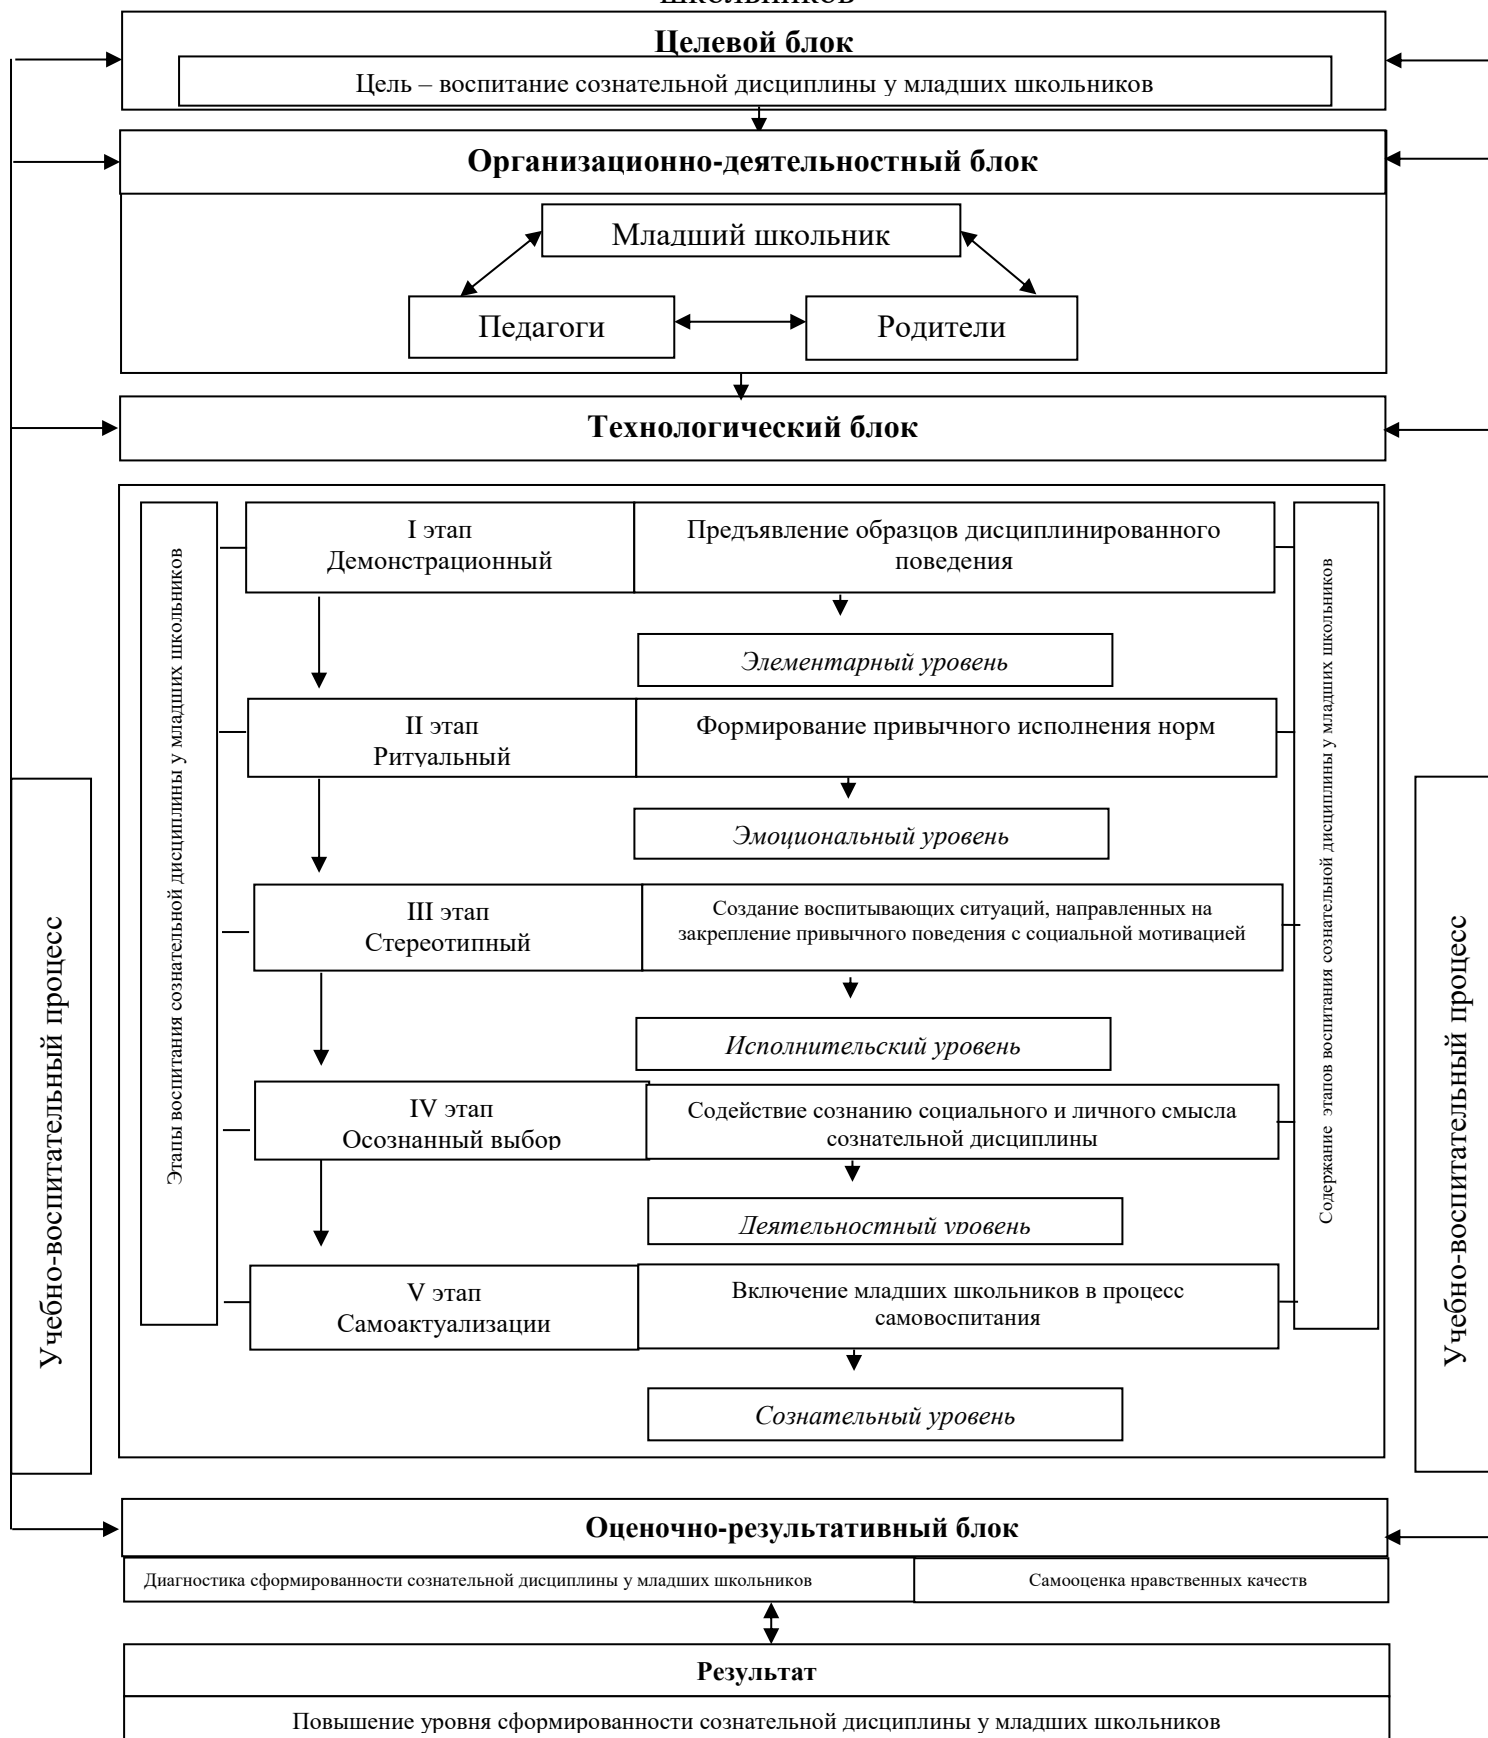 школьников
Целевой блок
Цель – воспитание сознательной дисциплины у младших школьников
Организационно-деятельностный блок
Младший школьник
Педагоги
Родители
Технологический блок
Этапы воспитания сознательной дисциплины у младших школьников
I этап
Демонстрационный
Предъявление образцов дисциплинированного
поведения
Элементарный уровень
II этап
Ритуальный
Формирование привычного исполнения норм
Эмоциональный уровень
III этап
Стереотипный
Создание воспитывающих ситуаций, направленных на
закрепление привычного поведения с социальной мотивацией
Исполнительский уровень
IV этап
Осознанный выбор
Содействие сознанию социального и личного смысла
сознательной дисциплины
Деятельностный уровень
V этап
Самоактуализации
Включение младших школьников в процесс
самовоспитания
Сознательный уровень
Содержание этапов воспитания сознательной дисциплины у младших школьников
Учебно-воспитательный процесс
Учебно-воспитательный процесс
Оценочно-результативный блок
Диагностика сформированности сознательной дисциплины у младших школьников
Самооценка нравственных качеств
Результат
Повышение уровня сформированности сознательной дисциплины у младших школьников